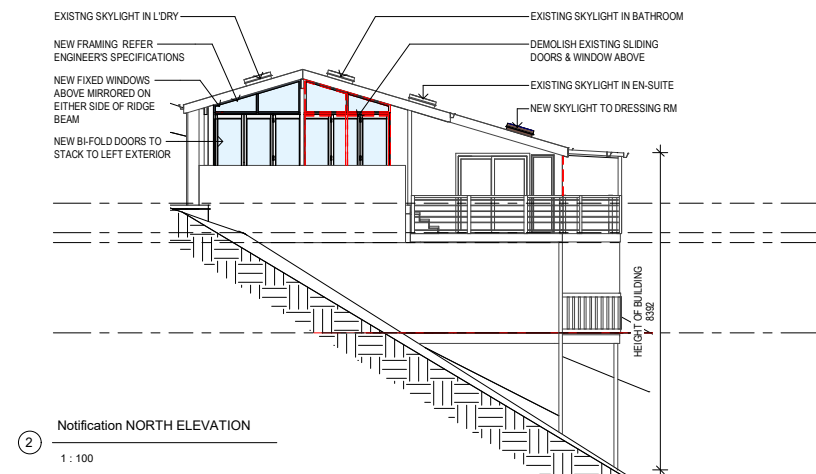 EXISTNG SKYLIGHT IN L'DRY
NEW FRAMING REFER
ENGINEER'S SPECIFICATIONS
NEW FIXED WINDOWS
ABOVE MIRRORED ON
EITHER SIDE OF RIDGE
BEAM
NEW BI-FOLD DOORS TO
STACK TO LEFT EXTERIOR
EXISTING SKYLIGHT IN BATHROOM
DEMOLISH EXISTING SLIDING
DOORS & WINDOW ABOVE
EXISTING SKYLIGHT IN EN-SUITE
NEW SKYLIGHT TO DRESSING RM
HEIGHT OF BUILDING
8392
2
Notification NORTH ELEVATION
1 : 100